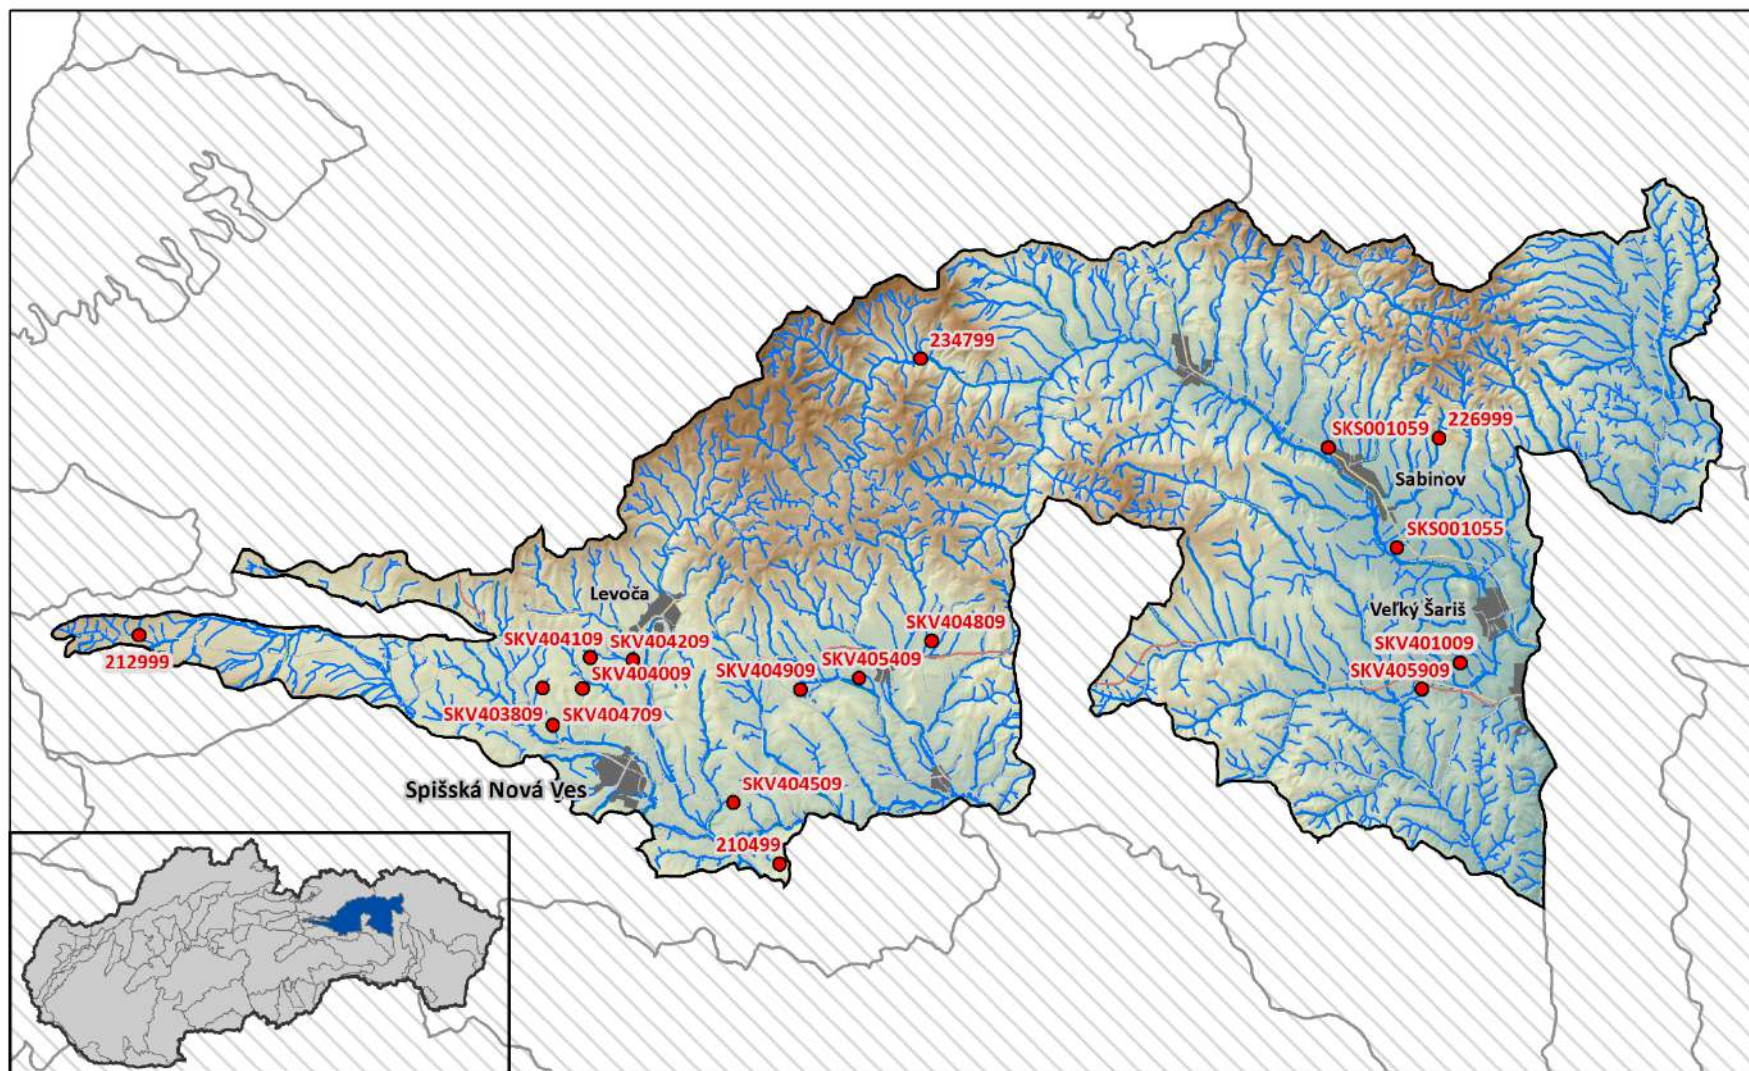 234799
SKS001059
226999
Sabinov
SKS001055
Levoča
Veľký Šariš
SKV404809
SKV404109
SKV404209
SKV401009
212999
SKV404009
SKV404909
SKV405409
SKV405909
SKV403809
SKV404709
Spišská Nová Ves
SKV404509
210499